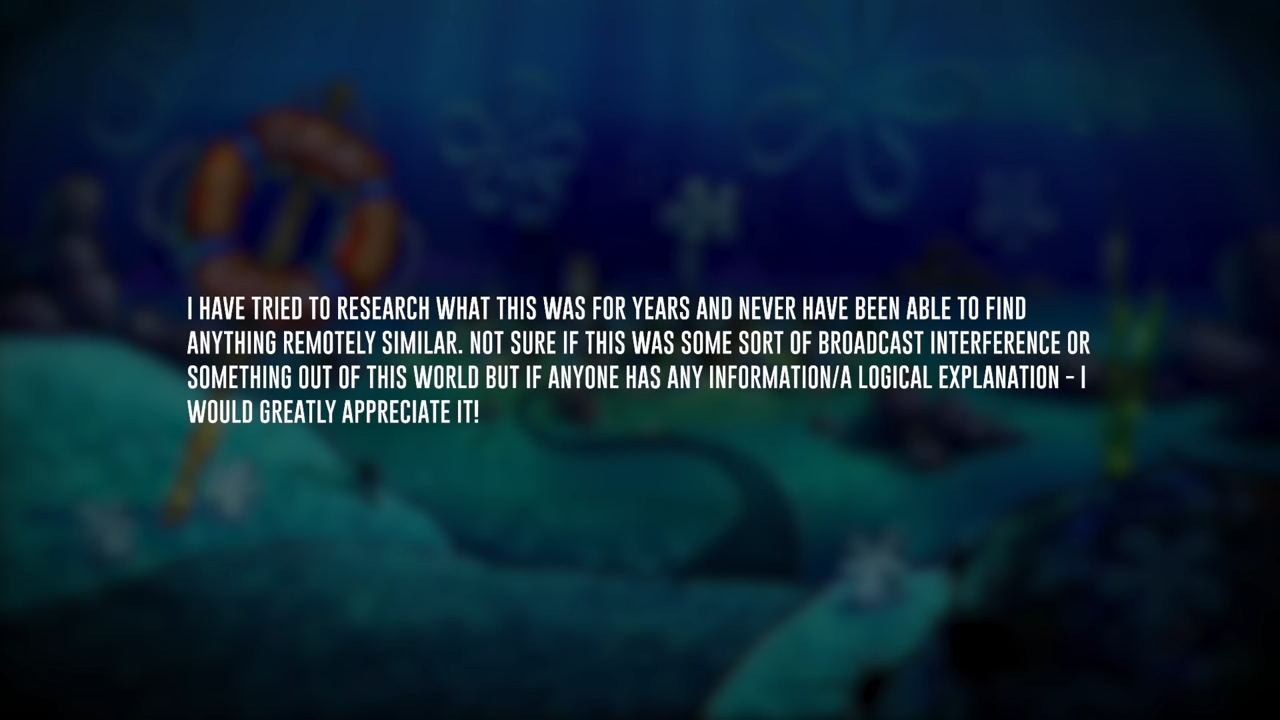 I HAVE TRIED TO RESEARCH WHAT THIS WAS FOR YEARS AND NEVER HAVE BEEN ABLE TO FIND
ANYTHING REMOTELY SIMILAR. NOT SURE IF THIS WAS SOME SORT OF BROADCAST INTERFERENCE OR
SOMETHING OUT OF THIS WORLD BUT IF ANYONE HAS ANY INFORMATION/A LOGICAL EXPLANATION - I
WOULD GREATLY APPRECIATE IT!